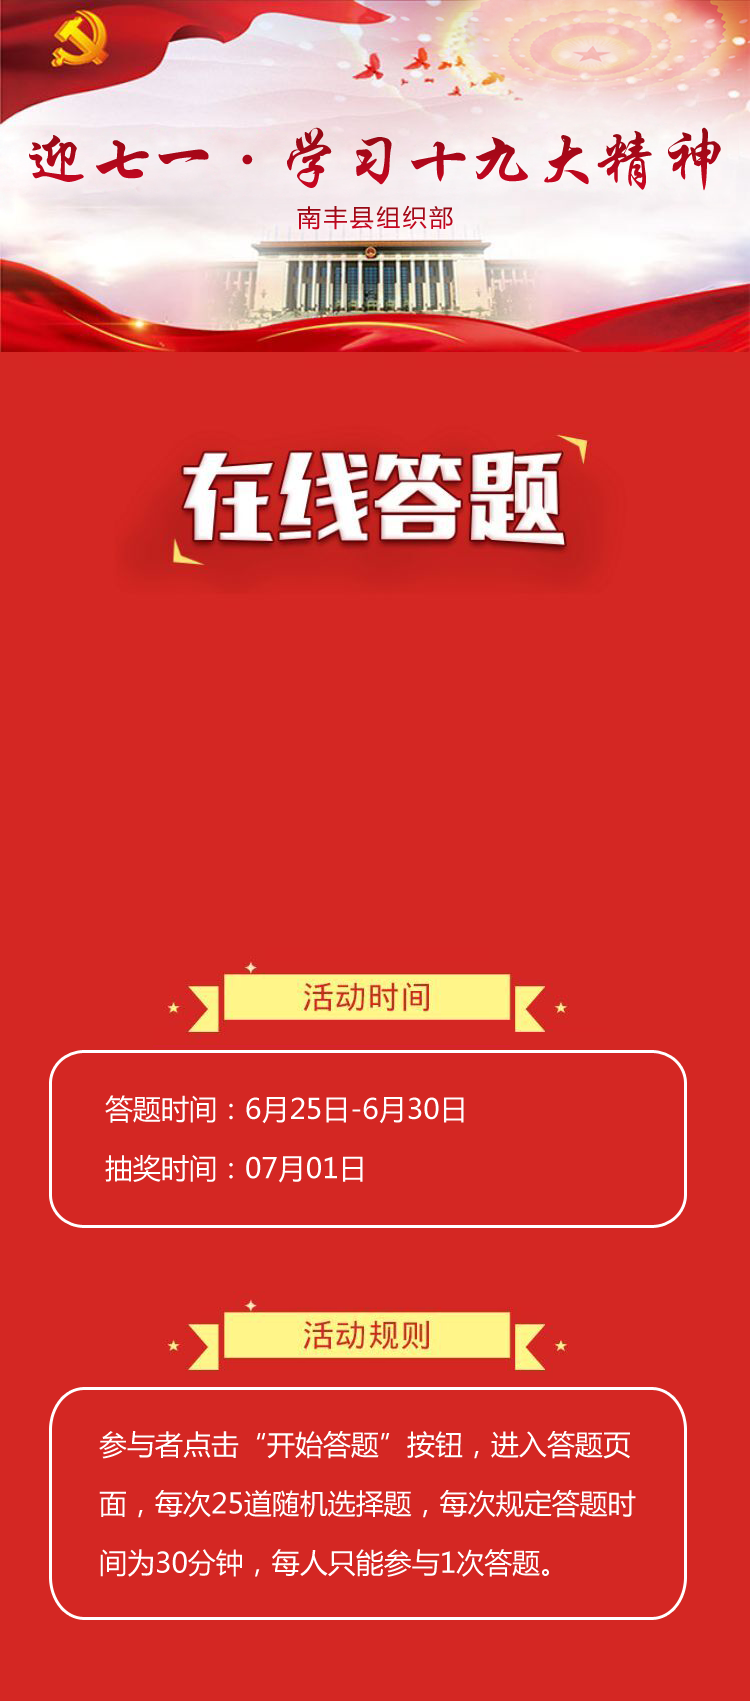 迎七一·学习十九大精神
南丰县组织部
在线答题
活动时间
答题时间：6月25日-6月30日
抽奖时间：07月01日
活动规则
参与者点击“开始答题”按钮，进入答题页
面，每次25道随机选择题，每次规定答题时
间为30分钟，每人只能参与1次答题。